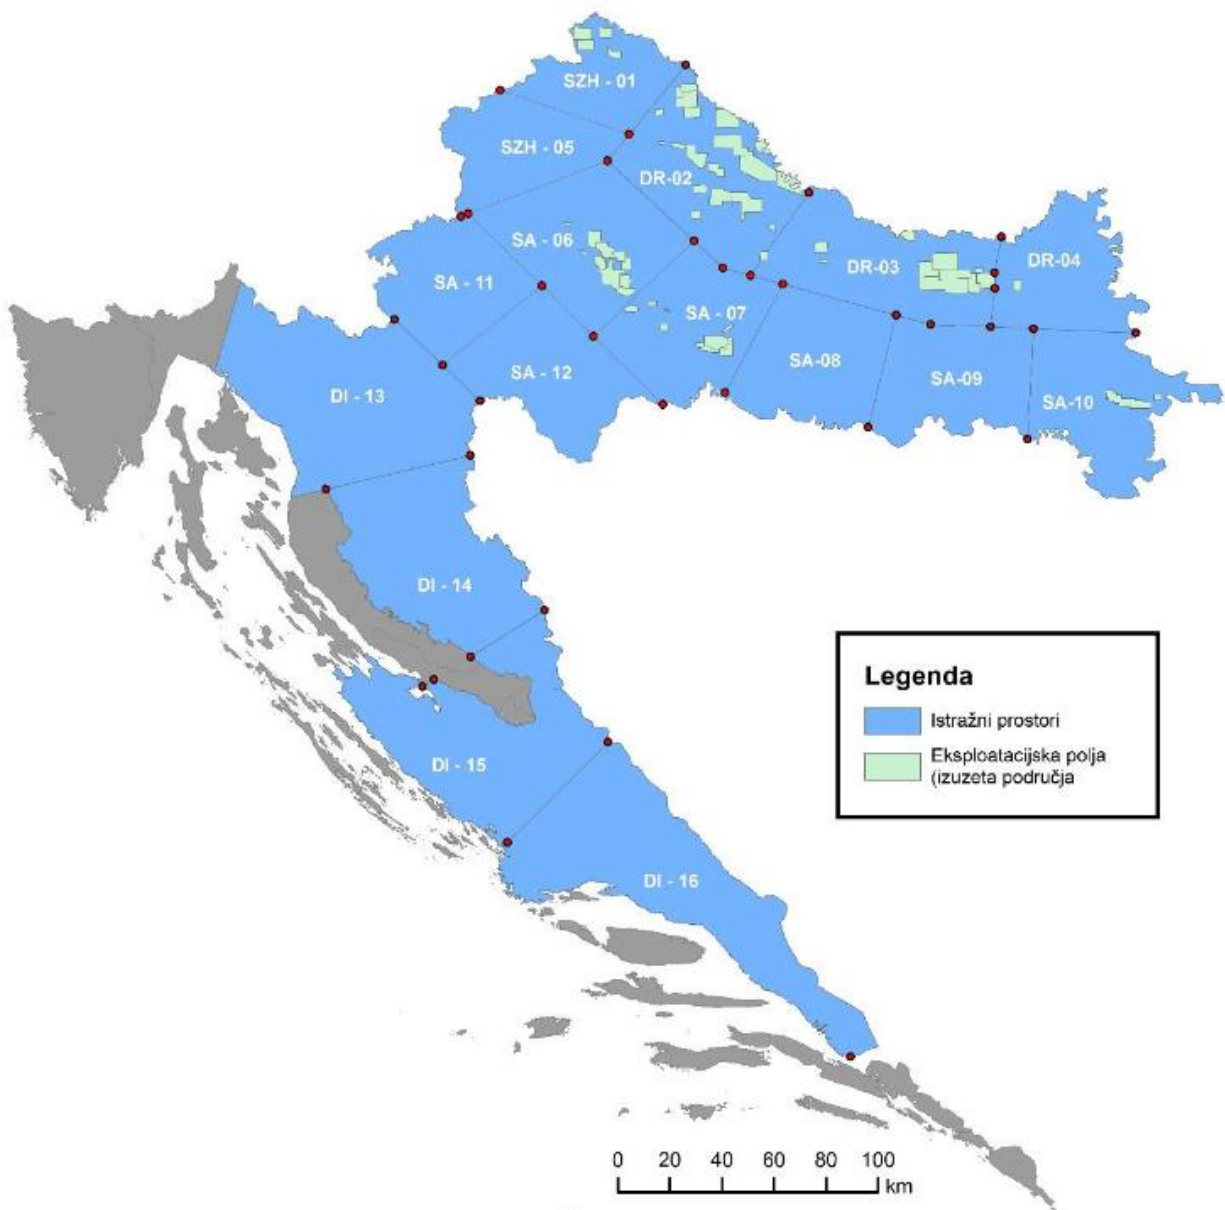 SZH - 01
SZH - 05
DR-02
SA - 06
DR-03
DR-04
SA - 11
SA - 07
SA-08
SA - 12
SA-09
DI - 13
SA-10
DI - 14
Legenda
Istražni prostori
Eksploatacijska polja
(izuzeta područja
DI - 15
DI - 16
0 20 40 60 80 100
km